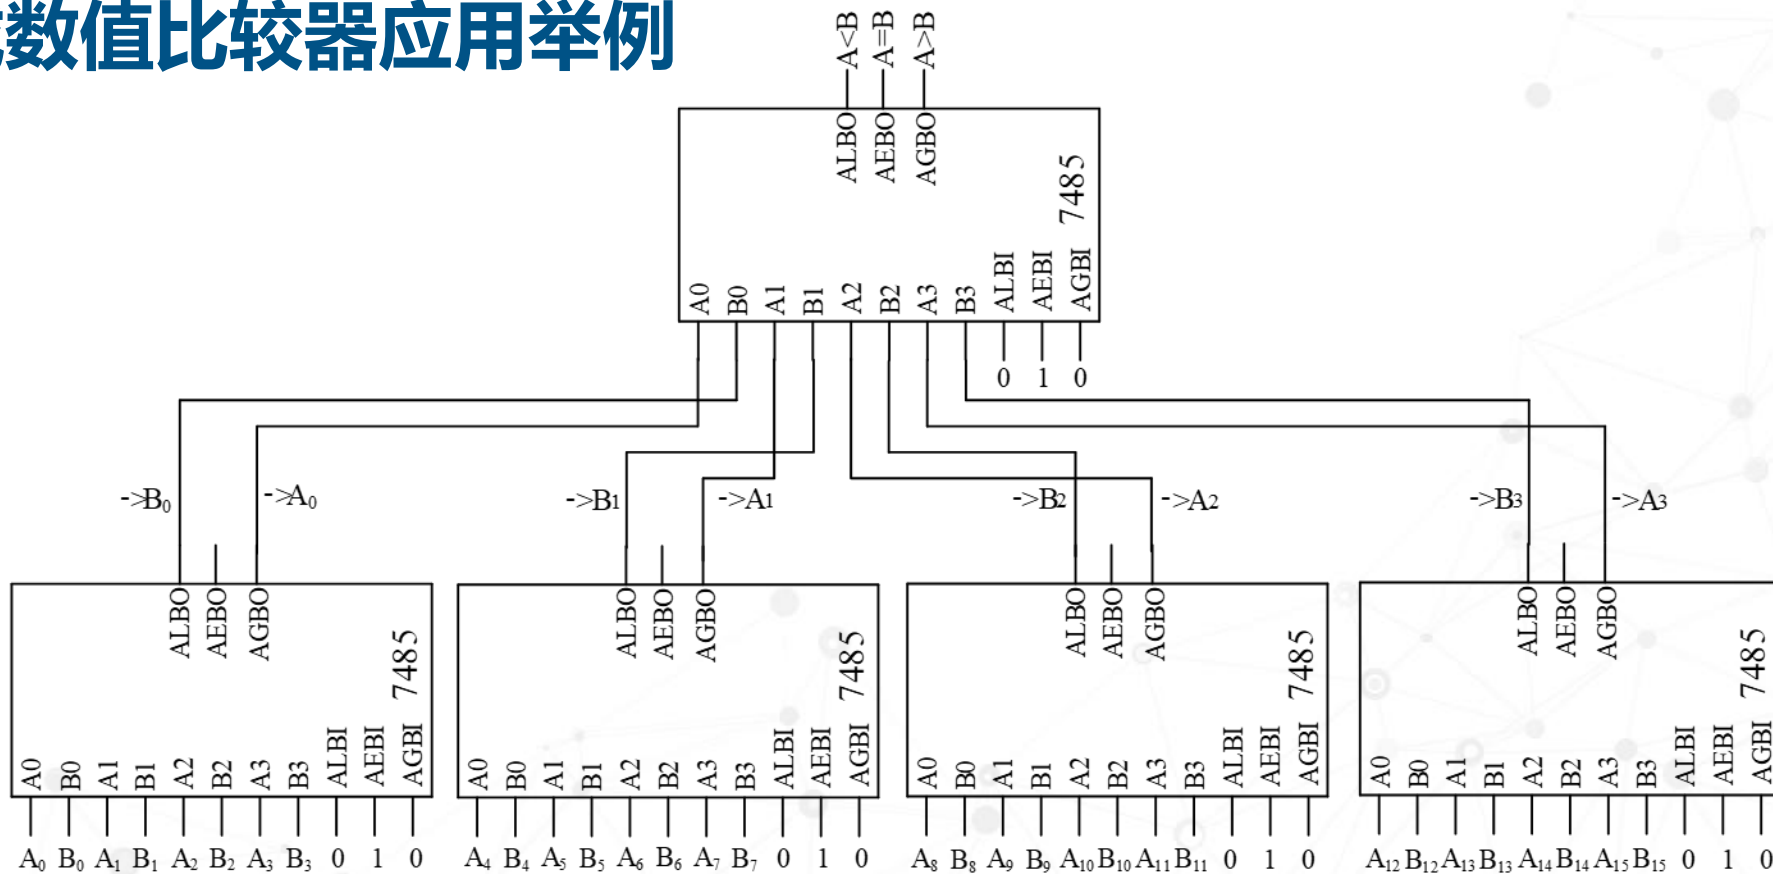 数值比较器应用举例
A<B A=B A>B
ALBO AEBO AGBO
7485
A0 B0 A1 B1 A2 B2 A3 B3 ALBI AEBI AGBI
0 1 0
->B₀ ->A₀ ->B1 ->A1 ->B2 ->A2 ->B3 ->A3
ALBO AEBO AGBO ALBO AEBO AGBO ALBO AEBO AGBO ALBO AEBO AGBO
7485 7485 7485 7485
A0 B0 A1 B1 A2 B2 A3 B3 ALBI AEBI AGBI A0 B0 A1 B1 A2 B2 A3 B3 ALBI AEBI AGBI A0 B0 A1 B1 A2 B2 A3 B3 ALBI AEBI AGBI A0 B0 A1 B1 A2 B2 A3 B3 ALBI AEBI AGBI
A₀ B₀ A₁ B₁ A₂ B₂ A₃ B₃ 0 1 0 A₄ B₄ A₅ B₅ A₆ B₆ A₇ B₇ 0 1 0 A₈ B₈ A₉ B₉ A₁₀ B₁₀ A₁₁ B₁₁ 0 1 0 A₁₂ B₁₂ A₁₃ B₁₃ A₁₄ B₁₄ A₁₅ B₁₅ 0 1 0